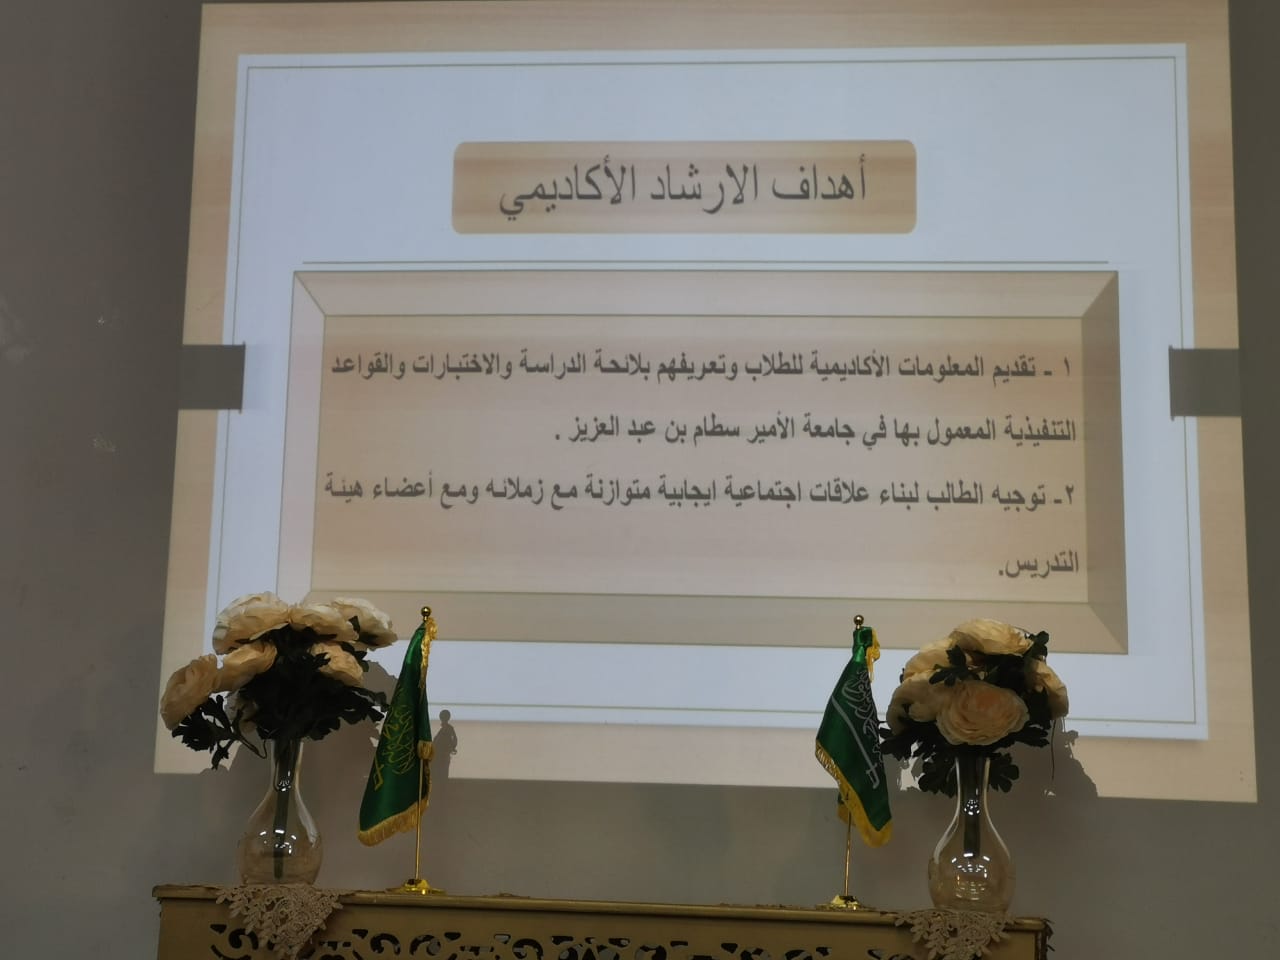 أهداف الارشاد الأكاديمي
١ - تقديم المعلومات الأكاديمية للطلاب وتعريفهم بلائحة الدراسة والاختبارات والقواعد
التنفيذية المعمول بها في جامعة الأمير سطام بن عبد العزيز .
٢- توجيه الطالب لبناء علاقات اجتماعية ايجابية متوازنة مع زملائه ومع أعضاء هيئة
التدريس.